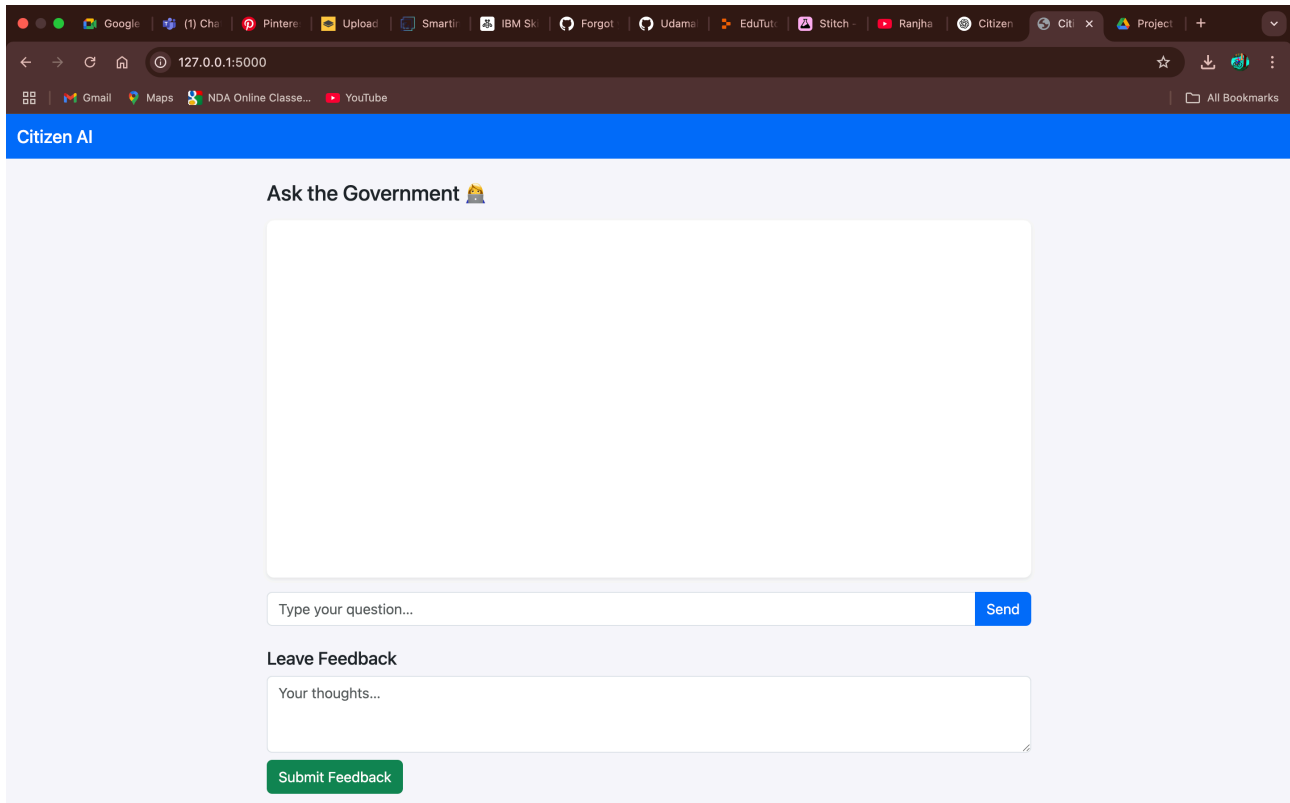 Google (1) Cha Pintere Upload Smartin IBM Ski Forgot Udama EduTuto Stitch - Ranjha Citizen Citi Project
127.0.0.1:5000
Gmail Maps NDA Online Classe... YouTube All Bookmarks
Citizen AI
Ask the Government
Type your question... Send
Leave Feedback
Your thoughts...
Submit Feedback